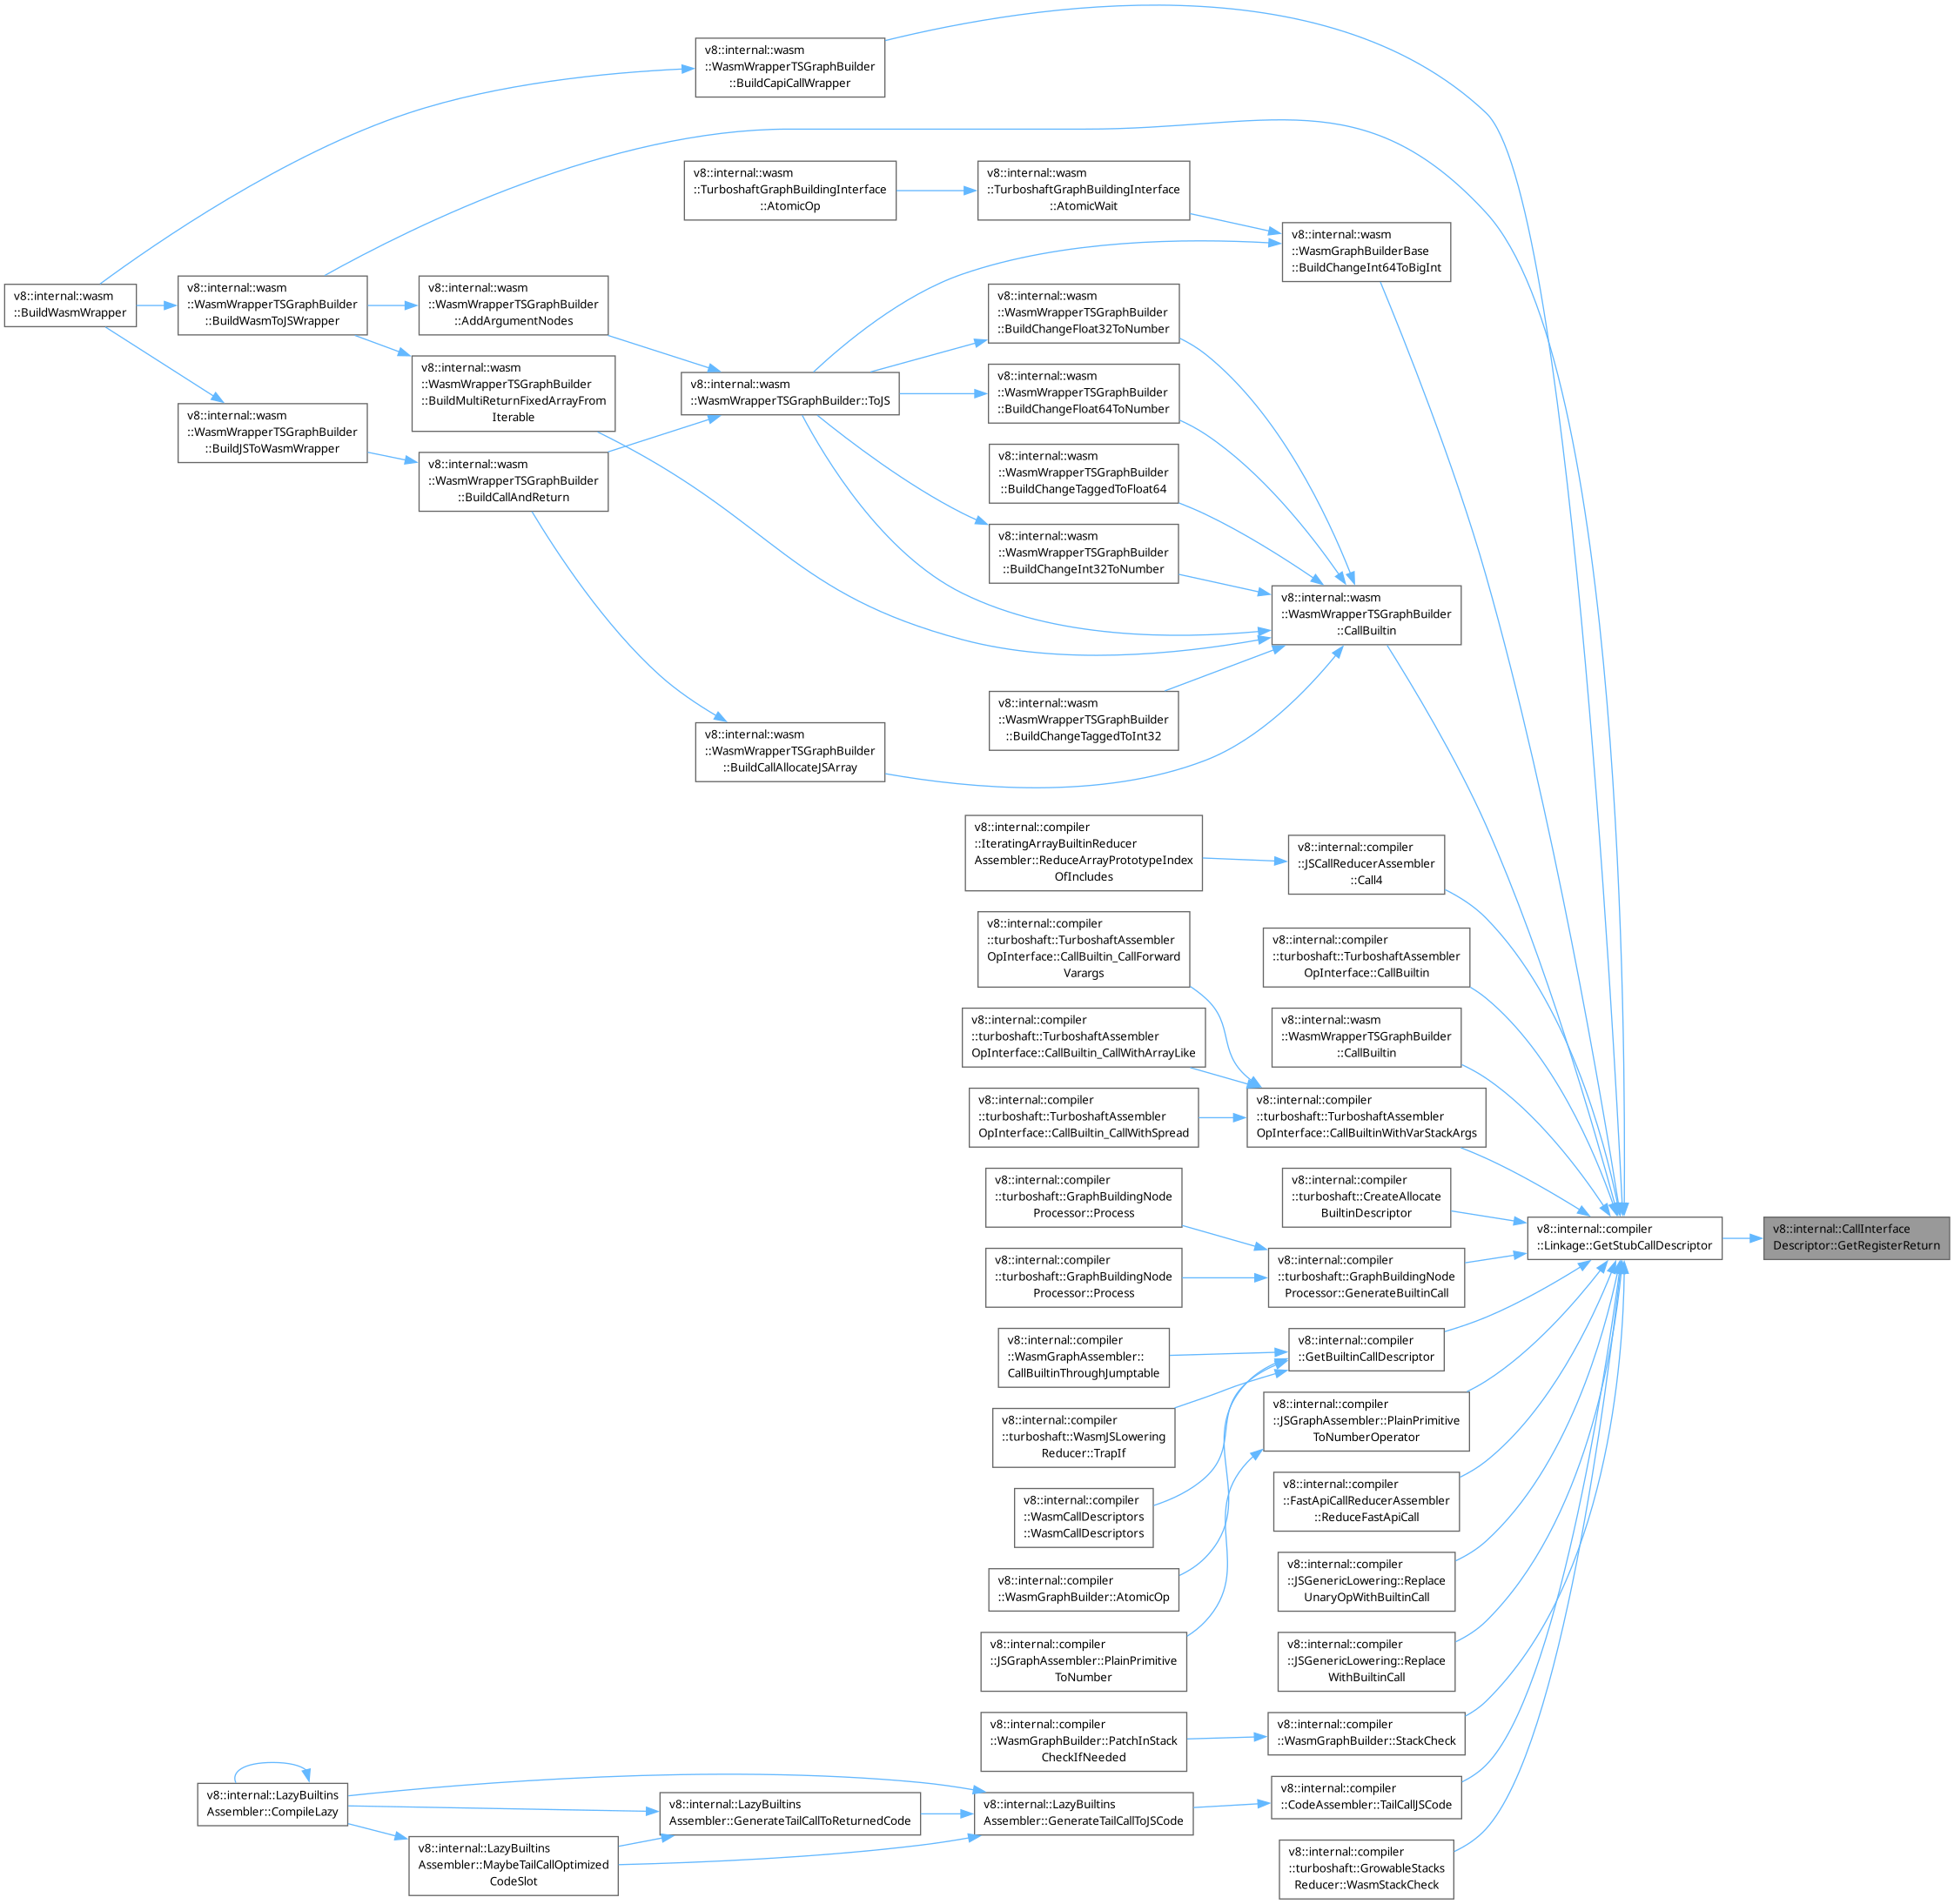 v8::internal::wasm
::WasmWrapperTSGraphBuilder
::BuildCapiCallWrapper
v8::internal::wasm
::TurboshaftGraphBuildingInterface
::AtomicOp
v8::internal::wasm
::TurboshaftGraphBuildingInterface
::AtomicWait
v8::internal::wasm
::WasmGraphBuilderBase
::BuildChangeInt64ToBigInt
v8::internal::wasm
::BuildWasmWrapper
v8::internal::wasm
::WasmWrapperTSGraphBuilder
::BuildWasmToJSWrapper
v8::internal::wasm
::WasmWrapperTSGraphBuilder
::AddArgumentNodes
v8::internal::wasm
::WasmWrapperTSGraphBuilder
::BuildChangeFloat32ToNumber
v8::internal::wasm
::WasmWrapperTSGraphBuilder
::BuildMultiReturnFixedArrayFrom
Iterable
v8::internal::wasm
::WasmWrapperTSGraphBuilder::ToJS
v8::internal::wasm
::WasmWrapperTSGraphBuilder
::BuildChangeFloat64ToNumber
v8::internal::wasm
::WasmWrapperTSGraphBuilder
::BuildJSToWasmWrapper
v8::internal::wasm
::WasmWrapperTSGraphBuilder
::BuildCallAndReturn
v8::internal::wasm
::WasmWrapperTSGraphBuilder
::BuildChangeTaggedToFloat64
v8::internal::wasm
::WasmWrapperTSGraphBuilder
::BuildChangeInt32ToNumber
v8::internal::wasm
::WasmWrapperTSGraphBuilder
::CallBuiltin
v8::internal::wasm
::WasmWrapperTSGraphBuilder
::BuildChangeTaggedToInt32
v8::internal::wasm
::WasmWrapperTSGraphBuilder
::BuildCallAllocateJSArray
v8::internal::compiler
::IteratingArrayBuiltinReducer
Assembler::ReduceArrayPrototypeIndex
OfIncludes
v8::internal::compiler
::JSCallReducerAssembler
::Call4
v8::internal::compiler
::turboshaft::TurboshaftAssembler
OpInterface::CallBuiltin_CallForward
Varargs
v8::internal::compiler
::turboshaft::TurboshaftAssembler
OpInterface::CallBuiltin
v8::internal::compiler
::turboshaft::TurboshaftAssembler
OpInterface::CallBuiltin_CallWithArrayLike
v8::internal::wasm
::WasmWrapperTSGraphBuilder
::CallBuiltin
v8::internal::compiler
::turboshaft::TurboshaftAssembler
OpInterface::CallBuiltin_CallWithSpread
v8::internal::compiler
::turboshaft::TurboshaftAssembler
OpInterface::CallBuiltinWithVarStackArgs
v8::internal::compiler
::turboshaft::GraphBuildingNode
Processor::Process
v8::internal::compiler
::turboshaft::CreateAllocate
BuiltinDescriptor
v8::internal::compiler
::Linkage::GetStubCallDescriptor
v8::internal::CallInterface
Descriptor::GetRegisterReturn
v8::internal::compiler
::turboshaft::GraphBuildingNode
Processor::Process
v8::internal::compiler
::turboshaft::GraphBuildingNode
Processor::GenerateBuiltinCall
v8::internal::compiler
::WasmGraphAssembler::
CallBuiltinThroughJumptable
v8::internal::compiler
::GetBuiltinCallDescriptor
v8::internal::compiler
::turboshaft::WasmJSLowering
Reducer::TrapIf
v8::internal::compiler
::JSGraphAssembler::PlainPrimitive
ToNumberOperator
v8::internal::compiler
::WasmCallDescriptors
::WasmCallDescriptors
v8::internal::compiler
::FastApiCallReducerAssembler
::ReduceFastApiCall
v8::internal::compiler
::WasmGraphBuilder::AtomicOp
v8::internal::compiler
::JSGenericLowering::Replace
UnaryOpWithBuiltinCall
v8::internal::compiler
::JSGraphAssembler::PlainPrimitive
ToNumber
v8::internal::compiler
::JSGenericLowering::Replace
WithBuiltinCall
v8::internal::compiler
::WasmGraphBuilder::PatchInStack
CheckIfNeeded
v8::internal::compiler
::WasmGraphBuilder::StackCheck
v8::internal::LazyBuiltins
Assembler::CompileLazy
v8::internal::LazyBuiltins
Assembler::GenerateTailCallToReturnedCode
v8::internal::LazyBuiltins
Assembler::GenerateTailCallToJSCode
v8::internal::compiler
::CodeAssembler::TailCallJSCode
v8::internal::LazyBuiltins
Assembler::MaybeTailCallOptimized
CodeSlot
v8::internal::compiler
::turboshaft::GrowableStacks
Reducer::WasmStackCheck